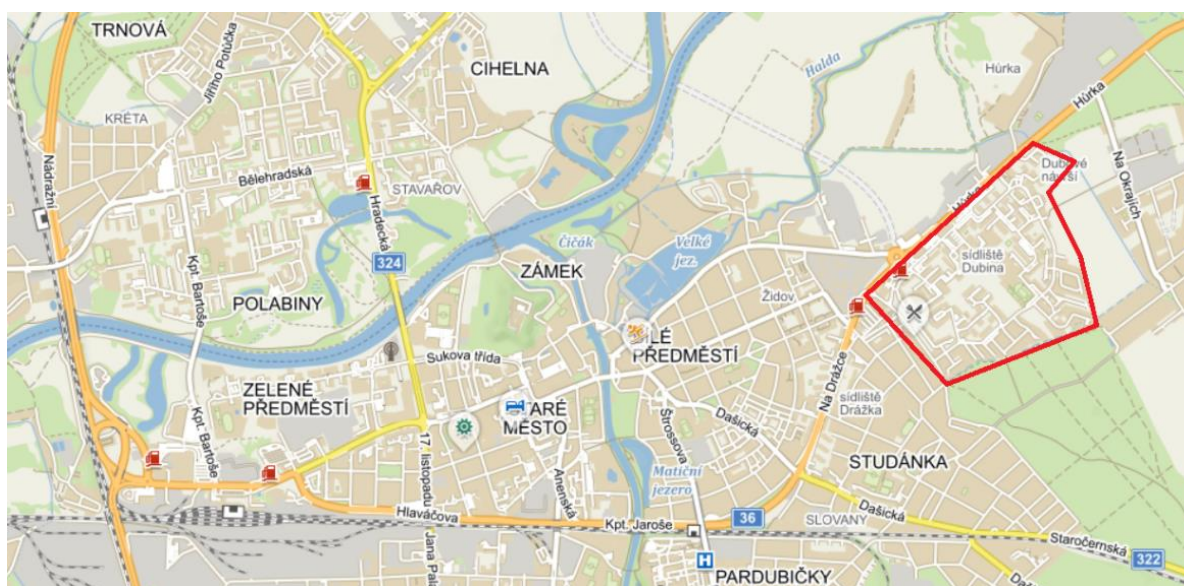 TRNOVÁ
Jiřího Potůčka
CIHELNA
Halda
Hůrka
Hůrka
KRÉTA
Nádražní
Bělehradská
STAVAŘOV
Hradecká
324
Kpt. Bartoše
POLABINY
Čičák
ZÁMEK
Velké
jez.
Židov
Dubové
návrší
Na Okrajích
Hůrka
sídliště
Dubina
PŘEDMĚSTÍ
Sukova třída
ZELENÉ
PŘEDMĚSTÍ
Kpt. Bartoše
MĚSTO
17. listopadu
Anenská
Štrossova
Dašická
Na Drážce
sídliště
Drážka
STUDÁNKA
Matiční
jezero
Hlaváčova
Kpt. Jaroše
36
SLOVANY
Dašická
Staročernská
322
H
PARDUBIČKY